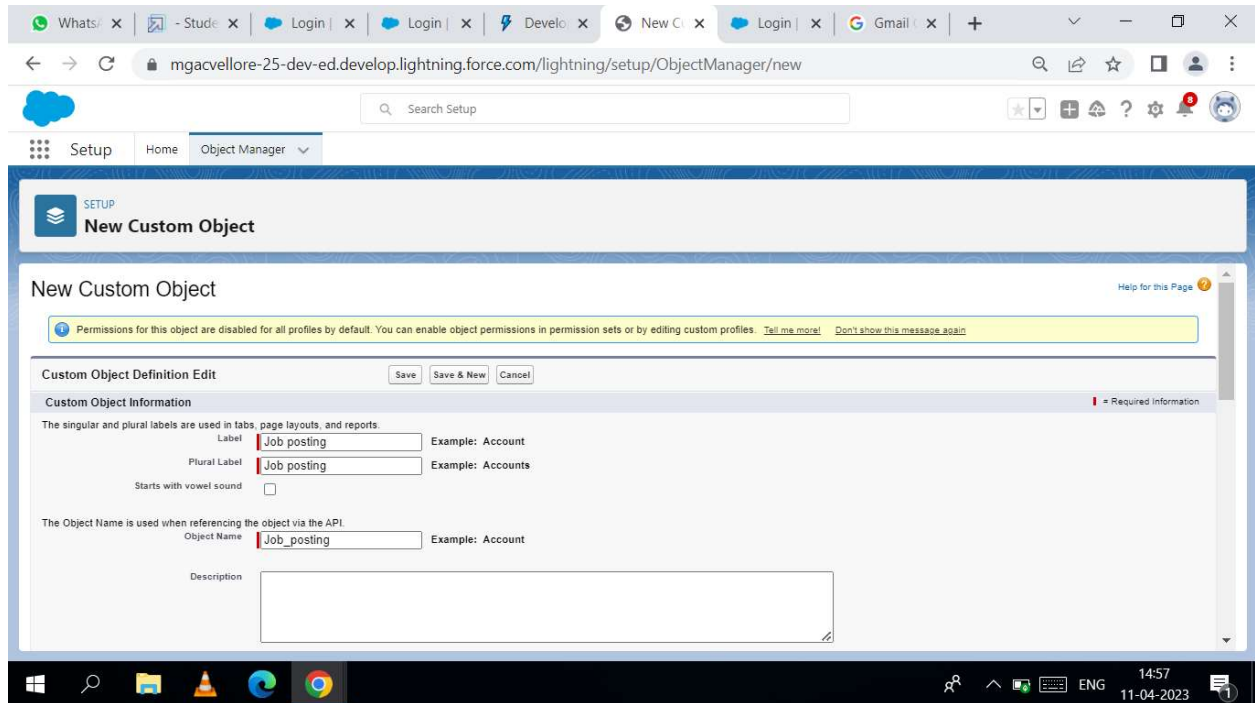 WhatsA - Stude Login | Login | Develo New C Login | Gmail
mgacvellore-25-dev-ed.develop.lightning.force.com/lightning/setup/ObjectManager/new
Search Setup
8
Setup Home Object Manager
SETUP
New Custom Object
New Custom Object
Help for this Page
Permissions for this object are disabled for all profiles by default. You can enable object permissions in permission sets or by editing custom profiles. Tell me more! Don't show this message again
Custom Object Definition Edit Save Save & New Cancel
Custom Object Information = Required Information
The singular and plural labels are used in tabs, page layouts, and reports.
Label Job posting Example: Account
Plural Label Job posting Example: Accounts
Starts with vowel sound
The Object Name is used when referencing the object via the API.
Object Name Job_posting Example: Account
Description
ENG 14:57
11-04-2023
1